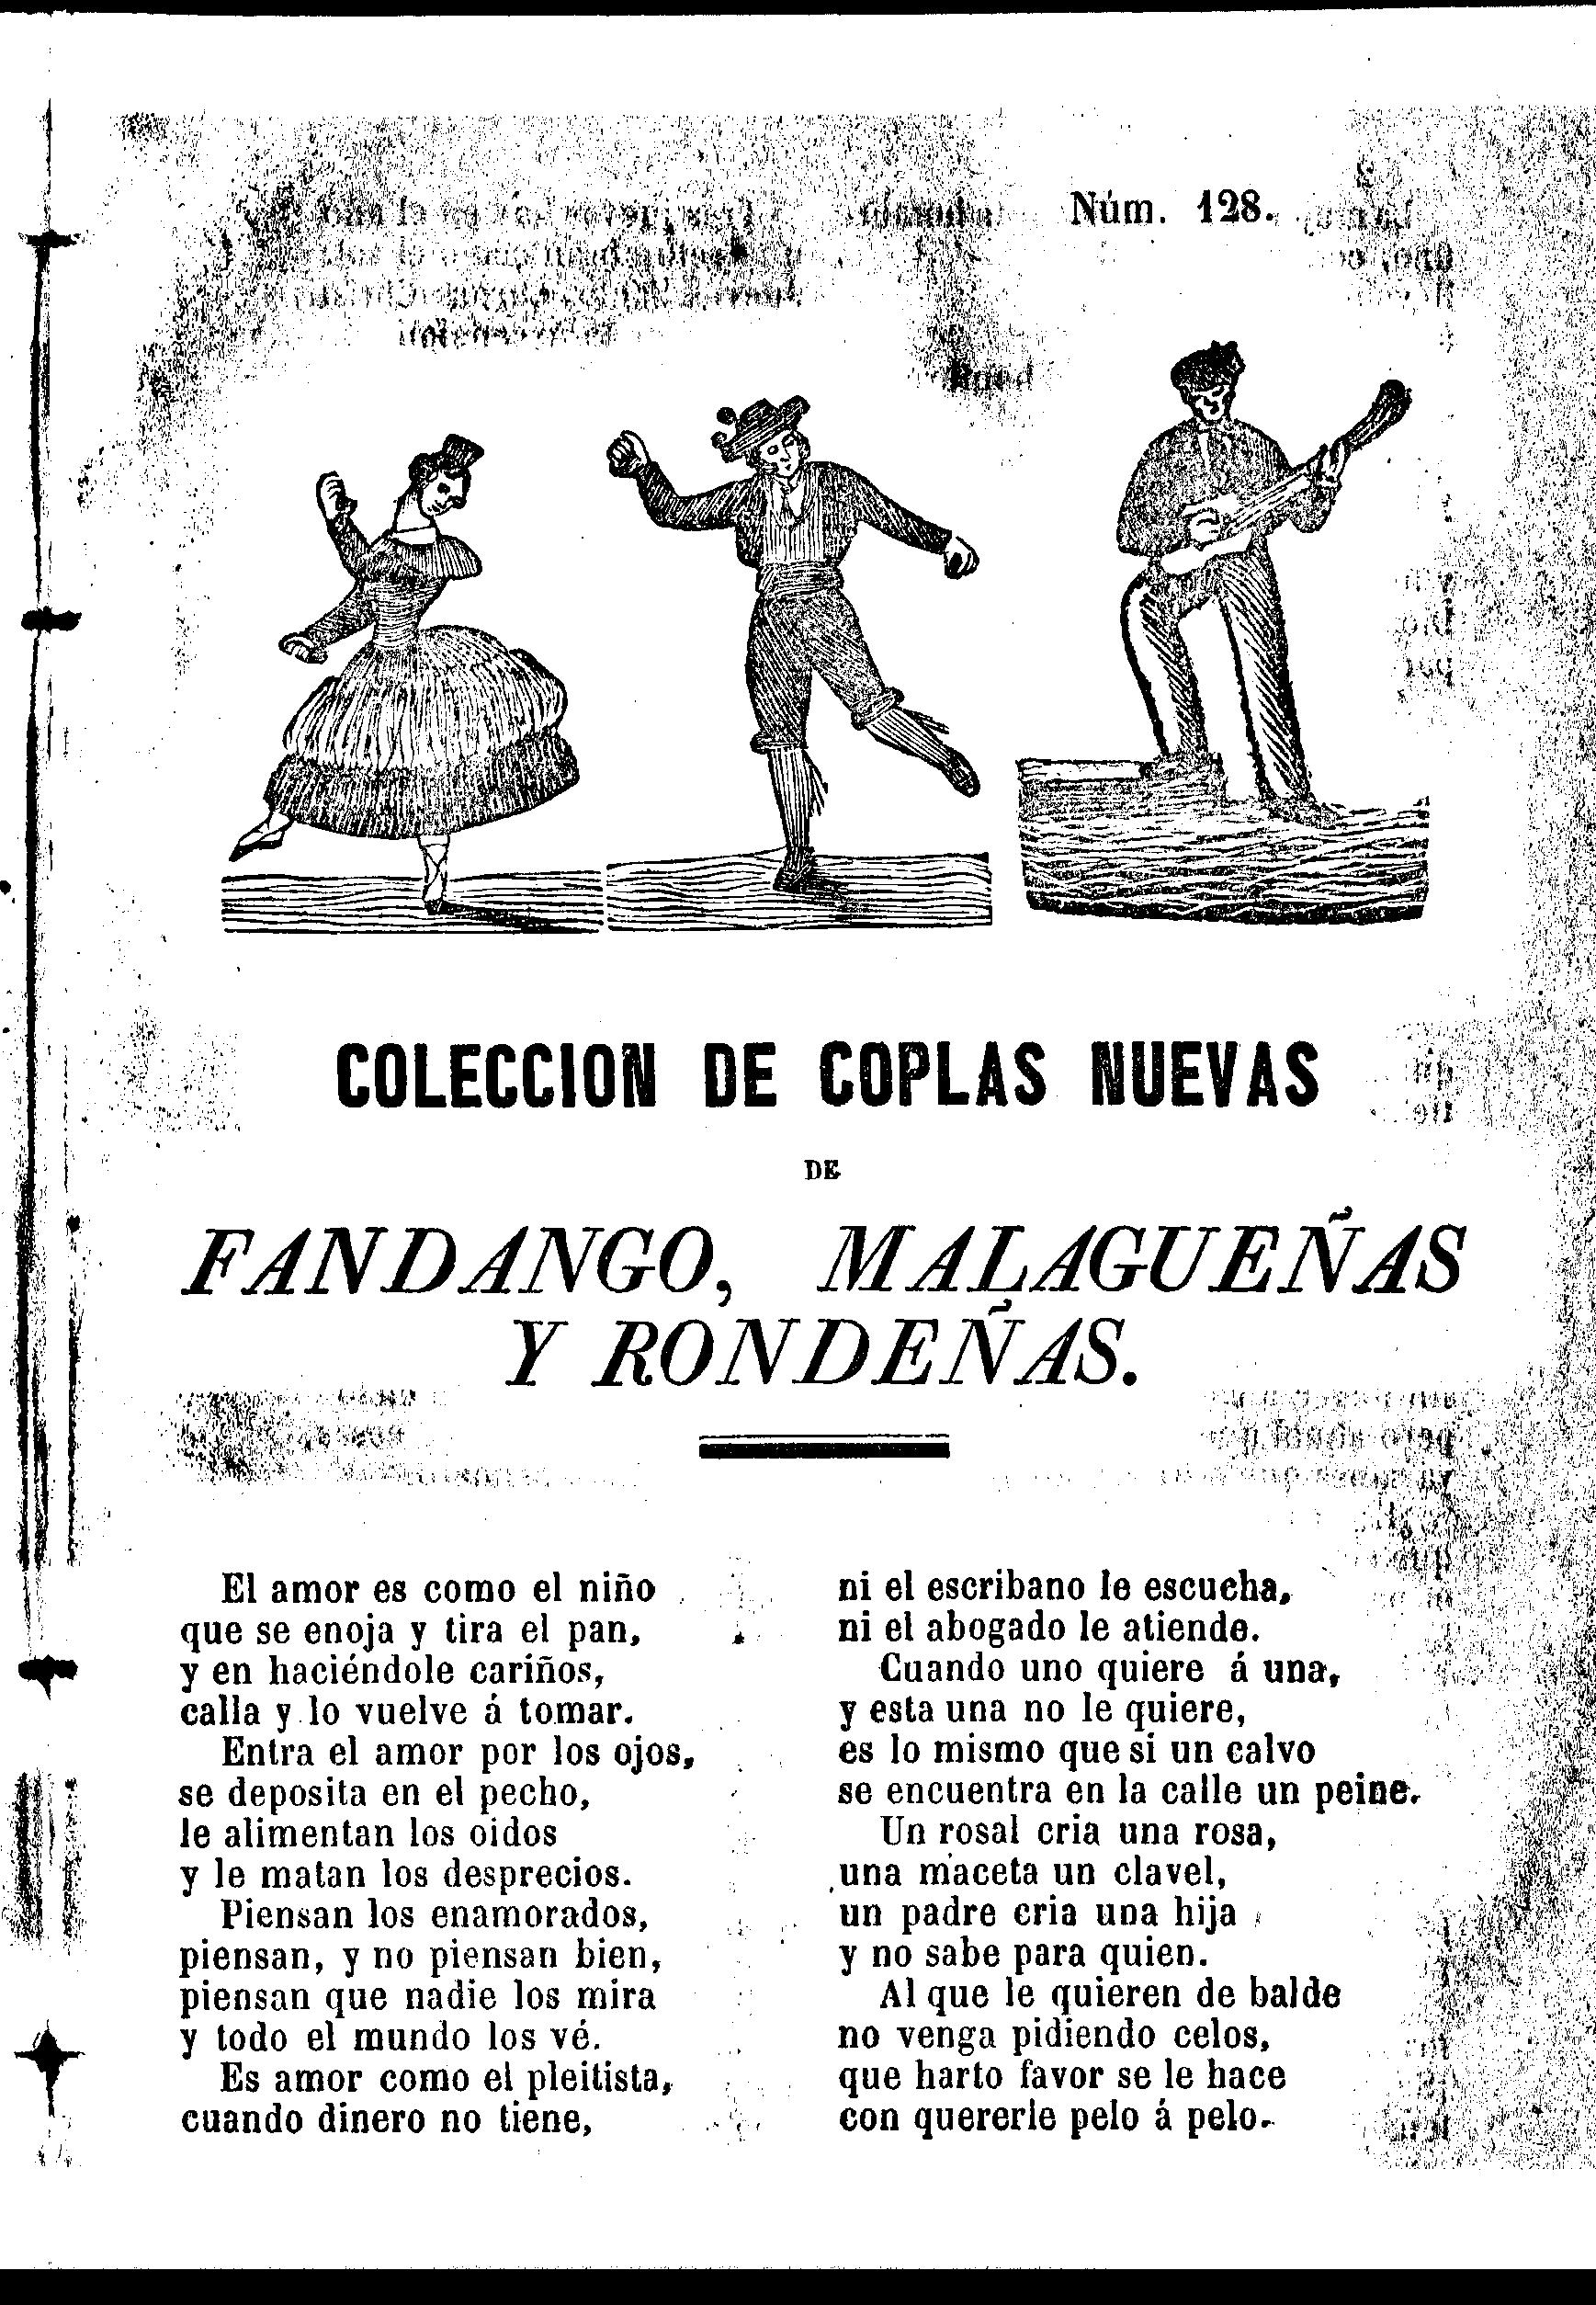 Núm. 128.
COLECCION DE COPLAS NUEVAS
DE
FANDANGO, MALAGUEÑAS
Y RONDEÑAS.
El amor es como el niño
que se enoja y tira el pan,
y en haciéndole cariños,
calla y lo vuelve á tomar.
Entra el amor por los ojos,
se deposita en el pecho,
le alimentan los oidos
y le matan los desprecios.
Piensan los enamorados,
piensan, y no piensan bien,
piensan que nadie los mira
y todo el mundo los vé.
Es amor como el pleitista,
cuando dinero no tiene,
ni el escribano le escucha,
ni el abogado le atiende.
Cuando uno quiere á una,
y esta una no le quiere,
es lo mismo que si un calvo
se encuentra en la calle un peine.
Un rosal cria una rosa,
una maceta un clavel,
un padre cria una hija
y no sabe para quien.
Al que le quieren de balde
no venga pidiendo celos,
que harto favor se le hace
con quererle pelo á pelo.